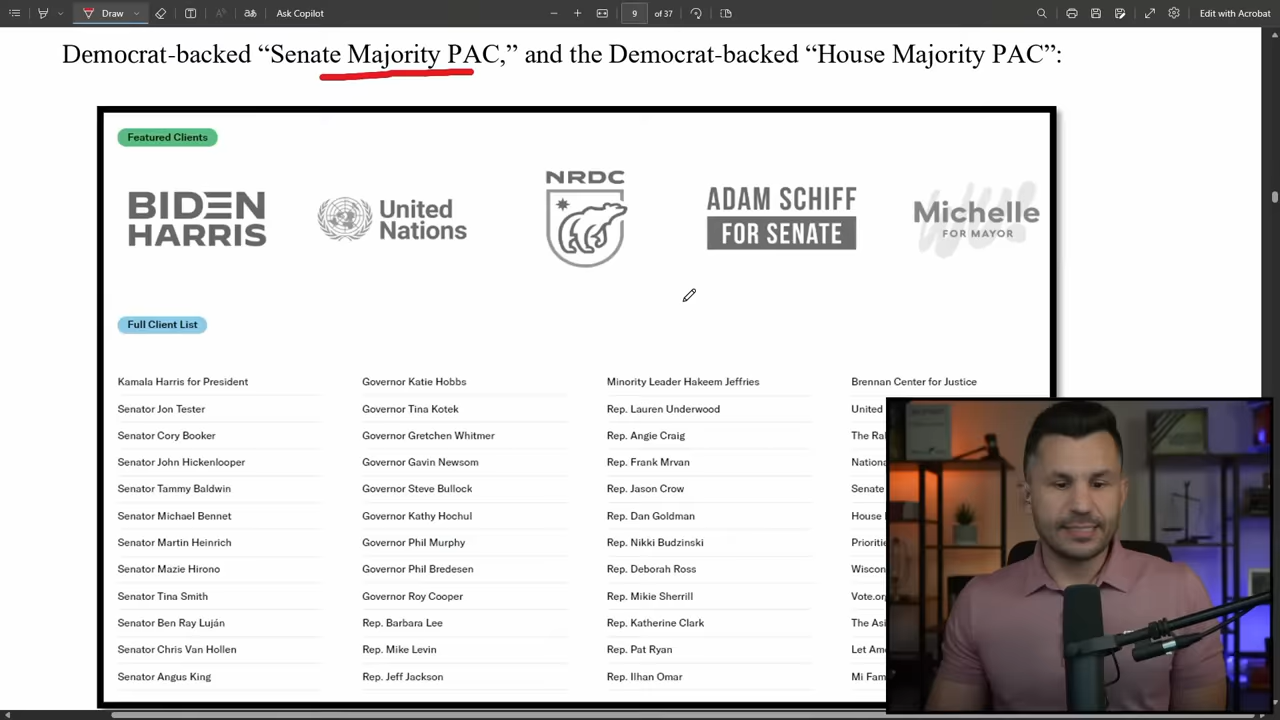 Draw
Ask Copilot
9 of 37
Edit with Acrobat
Democrat-backed “Senate Majority PAC,” and the Democrat-backed “House Majority PAC”:
Featured Clients
BIDEN
HARRIS
United
Nations
NRDC
ADAM SCHIFF
FOR SENATE
Michelle
FOR MAYOR
Full Client List
Kamala Harris for President
Senator Jon Tester
Senator Cory Booker
Senator John Hickenlooper
Senator Tammy Baldwin
Senator Michael Bennet
Senator Martin Heinrich
Senator Mazie Hirono
Senator Tina Smith
Senator Ben Ray Luján
Senator Chris Van Hollen
Senator Angus King
Governor Katie Hobbs
Governor Tina Kotek
Governor Gretchen Whitmer
Governor Gavin Newsom
Governor Steve Bullock
Governor Kathy Hochul
Governor Phil Murphy
Governor Phil Bredesen
Governor Roy Cooper
Rep. Barbara Lee
Rep. Mike Levin
Rep. Jeff Jackson
Minority Leader Hakeem Jeffries
Rep. Lauren Underwood
Rep. Angie Craig
Rep. Frank Mrvan
Rep. Jason Crow
Rep. Dan Goldman
Rep. Nikki Budzinski
Rep. Deborah Ross
Rep. Mikie Sherrill
Rep. Katherine Clark
Rep. Pat Ryan
Rep. Ilhan Omar
Brennan Center for Justice
United
The
Senate
House
The
Let
Mi